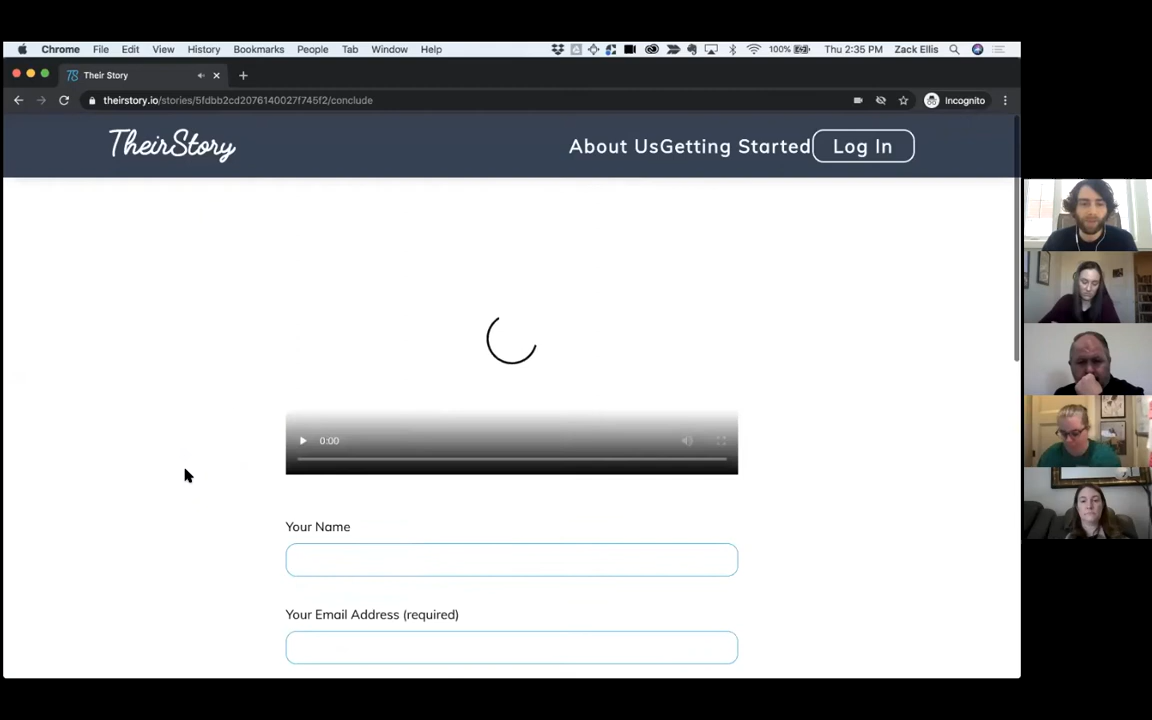 Chrome File Edit View History Bookmarks People Tab Window Help 100% Thu 2:35 PM Zack Ellis
Their Story
theirstory.io/stories/5fdbb2cd2076140027f745f2/conclude Incognito
TheirStory About Us Getting Started Log In
0:00
Your Name
Your Email Address (required)